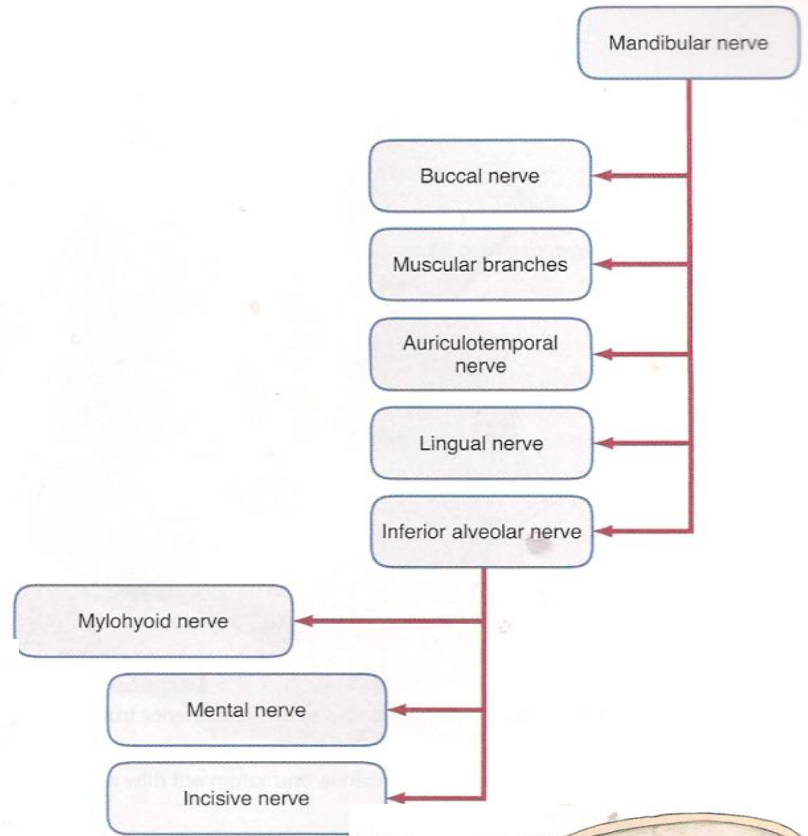 Mandibular nerve
Buccal nerve
Muscular branches
Auriculotemporal
nerve
Lingual nerve
Inferior alveolar nerve
Mylohyoid nerve
Mental nerve
Incisive nerve